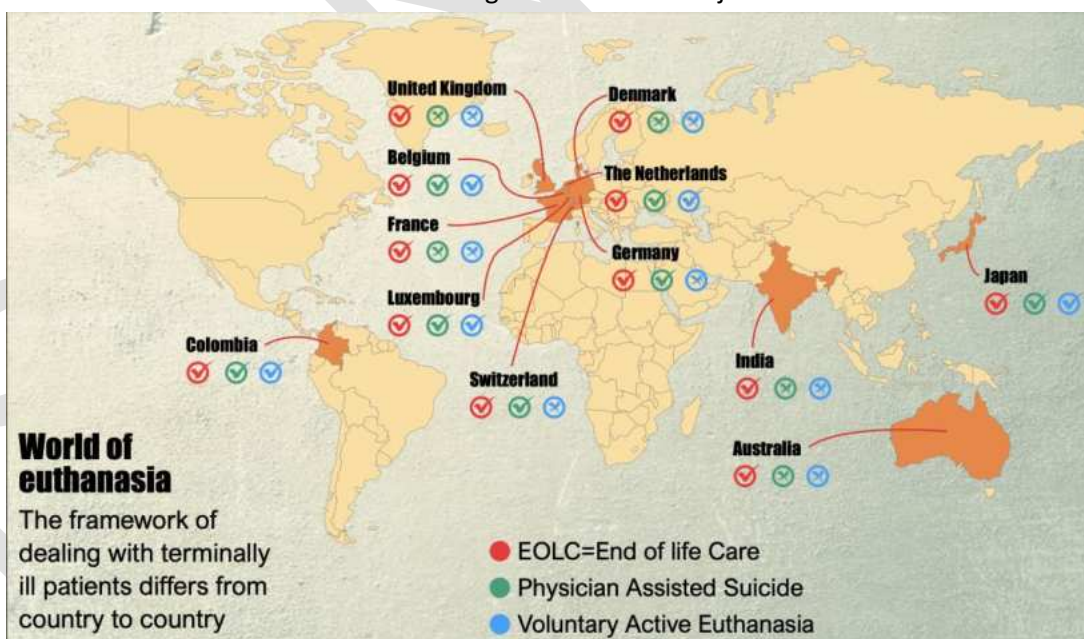 United Kingdom
Denmark
Belgium
The Netherlands
France
Germany
Japan
Luxembourg
Colombia
India
Switzerland
Australia
World of
euthanasia
The framework of
dealing with terminally
ill patients differs from
country to country
EOLC=End of life Care
Physician Assisted Suicide
Voluntary Active Euthanasia